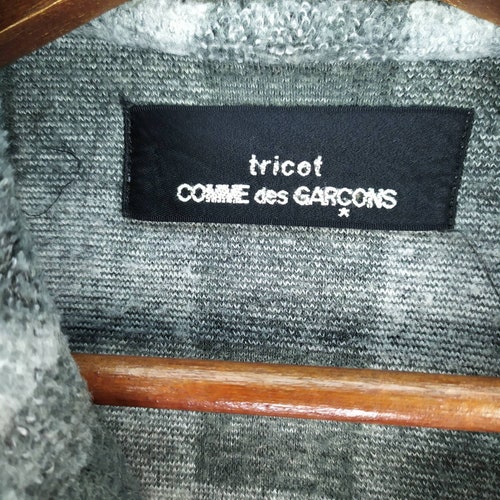 tricot
COMME des GARÇONS
*